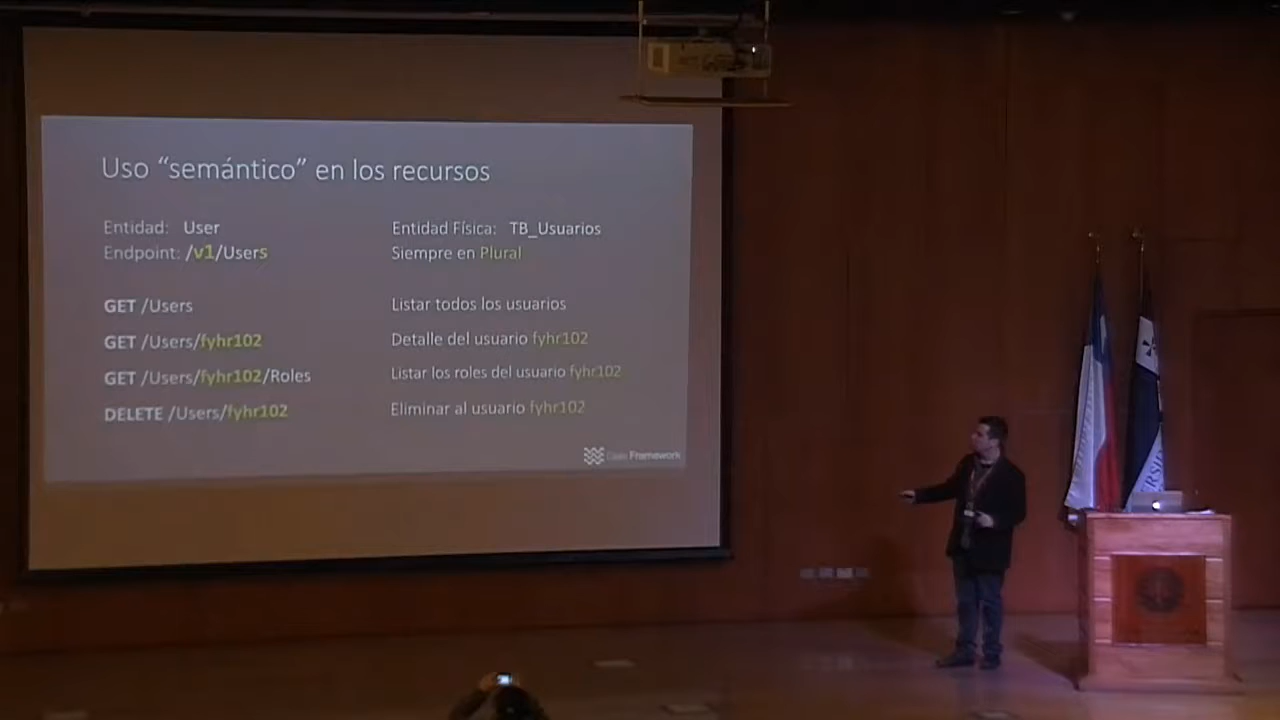 Uso “semántico” en los recursos
Entidad: User Entidad Física: TB_Usuarios
Endpoint: /v1/Users Siempre en Plural
GET /Users Listar todos los usuarios
GET /Users/fyhr102 Detalle del usuario fyhr102
GET /Users/fyhr102/Roles Listar los roles del usuario fyhr102
DELETE /Users/fyhr102 Eliminar al usuario fyhr102
Framework